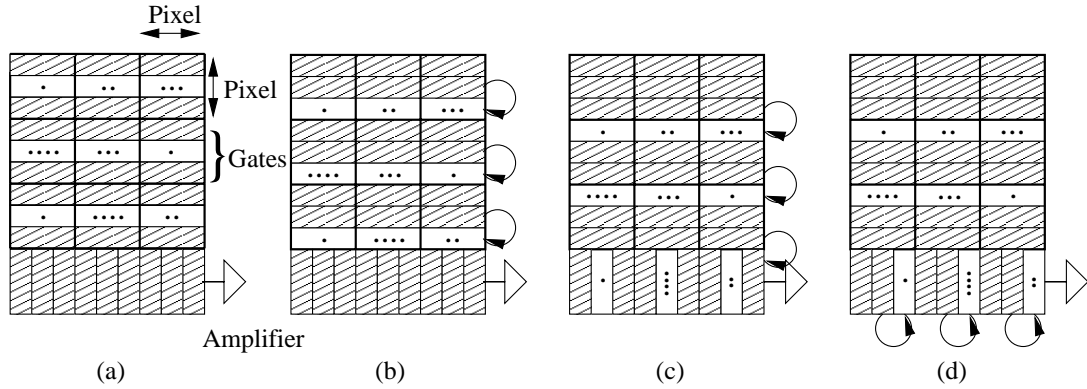 Pixel
Pixel
Gates
Amplifier
(a)
(b)
(c)
(d)